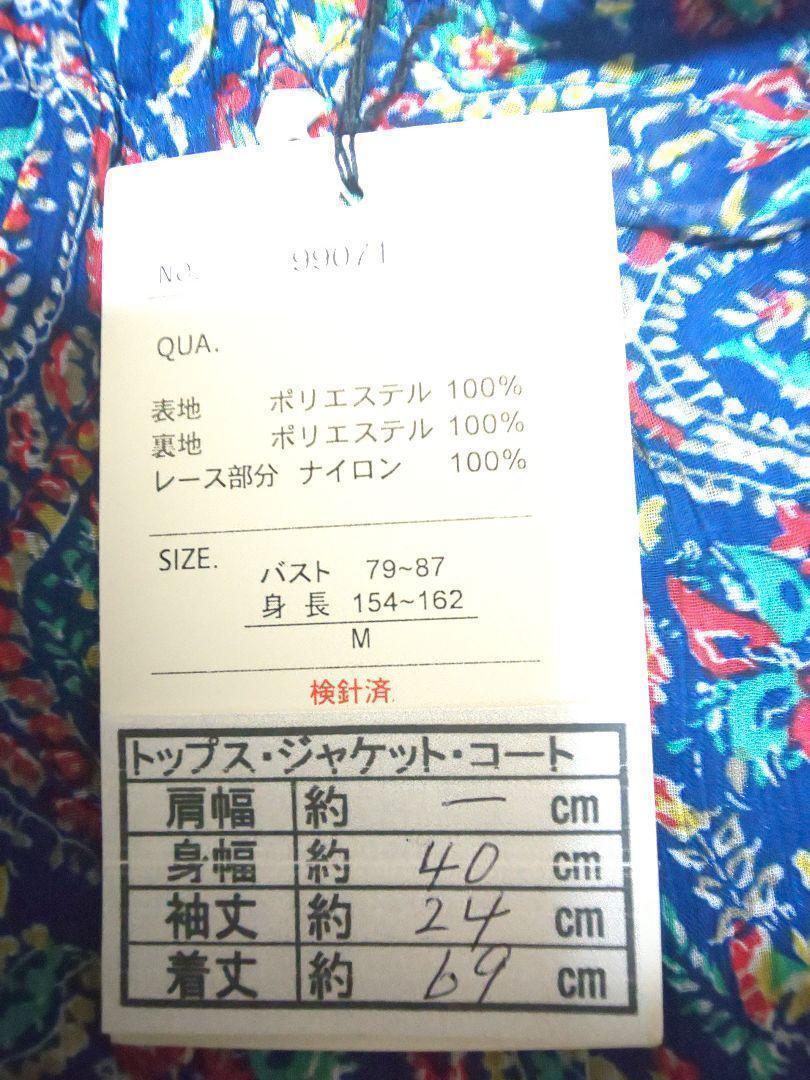 No. 99071
QUA.
表地 ポリエステル 100%
裏地 ポリエステル 100%
レース部分 ナイロン 100%
SIZE.
バスト 79~87
身長 154~162
M
検針済
トップス・ジャケット・コート
肩幅 約 ー cm
身幅 約 40 cm
袖丈 約 24 cm
着丈 約 69 cm